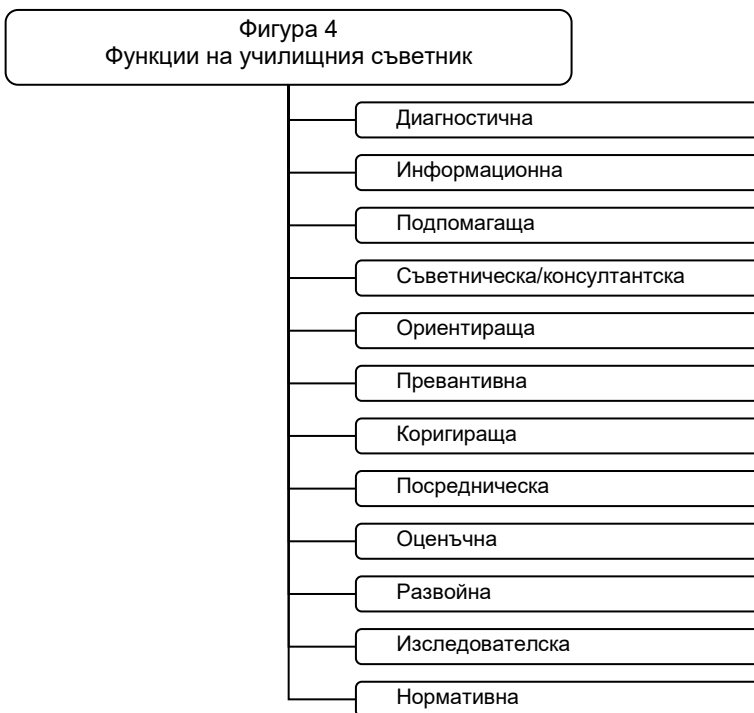 Фигура 4
Функции на училищния съветник
Диагностична
Информационна
Подпомагаща
Съветническа/консултантска
Ориентираща
Превантивна
Коригираща
Посредническа
Оценъчна
Развойна
Изследователска
Нормативна